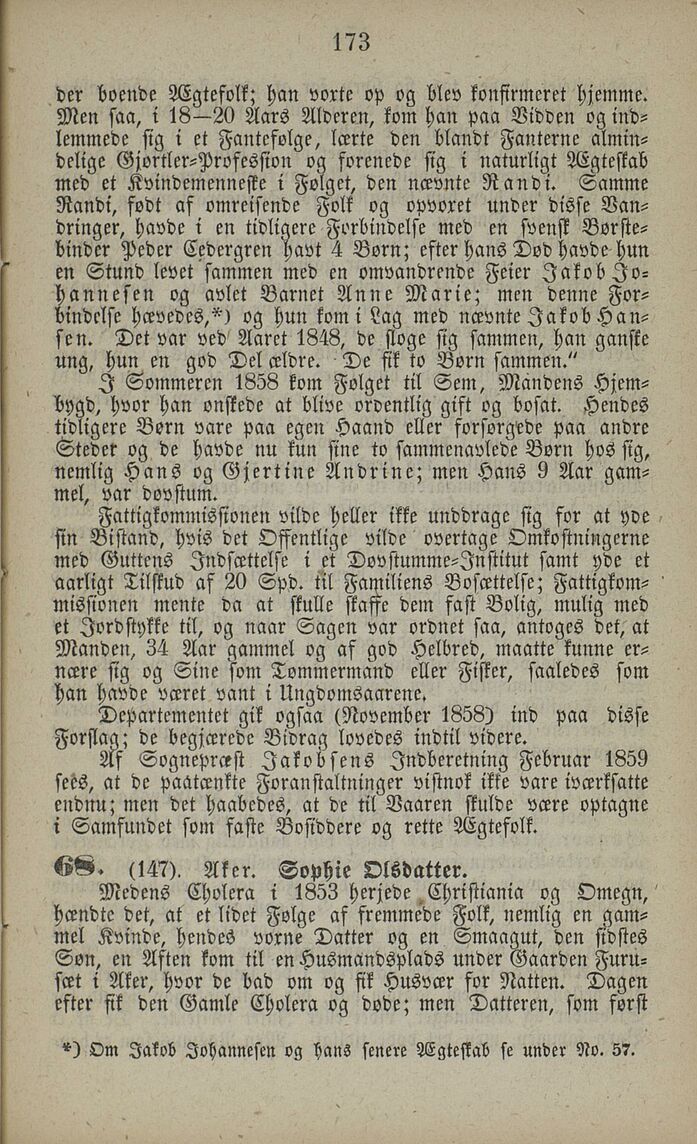 173
der boende Ægtefolk; han voxte op og blev konfirmeret hjemme.
Men saa, i 18—20 Aars Alderen, kom han paa Vidden og ind-
lemmede sig i et Fantefølge, lærte den blandt Fanterne almin-
delige Gjørtler-Profession og forenede sig i naturligt Ægteskab
med et Kvindemenneske i Følget, den nævnte Randi. Samme
Randi, født af omreisende Folk og opvoxet under disse Van-
dringer, havde i en tidligere Forbindelse med en svensk Børste-
binder Peder Cedergren havt 4 Børn; efter hans Død havde hun
en Stund levet sammen med en omvandrende Feier Jakob Jo-
hannesen og avlet Barnet Anne Marie; men denne For-
bindelse hævedes,*) og hun kom i Lag med nævnte Jakob Han-
sen. Det var ved Aaret 1848, de sloge sig sammen, han ganske
ung, hun en god Del ældre. De fik to Børn sammen."
I Sommeren 1858 kom Følget til Sem, Mandens Hjem-
bygd, hvor han ønskede at blive ordentlig gift og bosat. Hendes
tidligere Børn vare paa egen Haand eller forsørgede paa andre
Steder og de havde nu kun sine to sammenavlede Børn hos sig,
nemlig Hans og Gjertine Andrine; men Hans 9 Aar gam-
mel, var døvstum.
Fattigkommissionen vilde heller ikke unddrage sig for at yde
sin Bistand, hvis det Offentlige vilde overtage Omkostningerne
med Guttens Indsættelse i et Døvstumme-Institut samt yde et
aarligt Tilskud af 20 Spd. til Familiens Bosættelse; Fattigkom-
missionen mente da at skulle skaffe dem fast Bolig, mulig med
et Jordstykke til, og naar Sagen var ordnet saa, antoges det, at
Manden, 34 Aar gammel og af god Helbred, maatte kunne er-
nære sig og Sine som Tømmermand eller Fisker, saaledes som
han havde været vant i Ungdomsaarene.
Departementet gik ogsaa (November 1858) ind paa disse
Forslag; de begjærede Bidrag lovedes indtil videre.
Af Sognepræst Jakobsens Indberetning Februar 1859
sees, at de paatænkte Foranstaltninger vistnok ikke vare iværksatte
endnu; men det haabedes, at de til Vaaren skulde være optagne
i Samfundet som faste Bosiddere og rette Ægtefolk.
68. (147). Aker. Sophie Olsdatter.
Medens Cholera i 1853 herjede Christiania og Omegn,
hændte det, at et lidet Følge af fremmede Folk, nemlig en gam-
mel Kvinde, hendes voxne Datter og en Smaagut, den sidstes
Søn, en Aften kom til en Husmandsplads under Gaarden Furu-
sæt i Aker, hvor de bad om og fik Husvær for Natten. Dagen
efter fik den Gamle Cholera og døde; men Datteren, som først
*) Om Jakob Johannesen og hans senere Ægteskab se under No. 57.